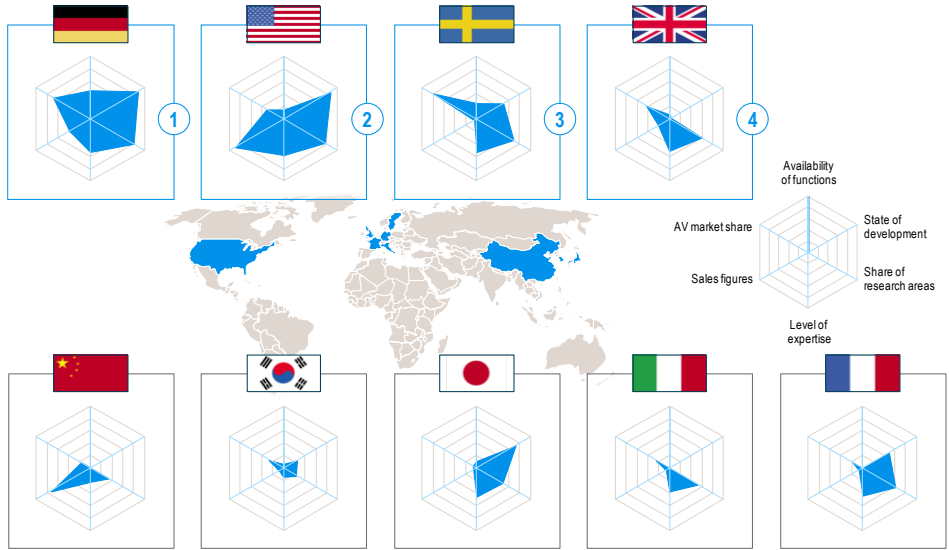 1
2
3
4
Availability
of functions
AV market share
State of
development
Sales figures
Share of
research areas
Level of
expertise